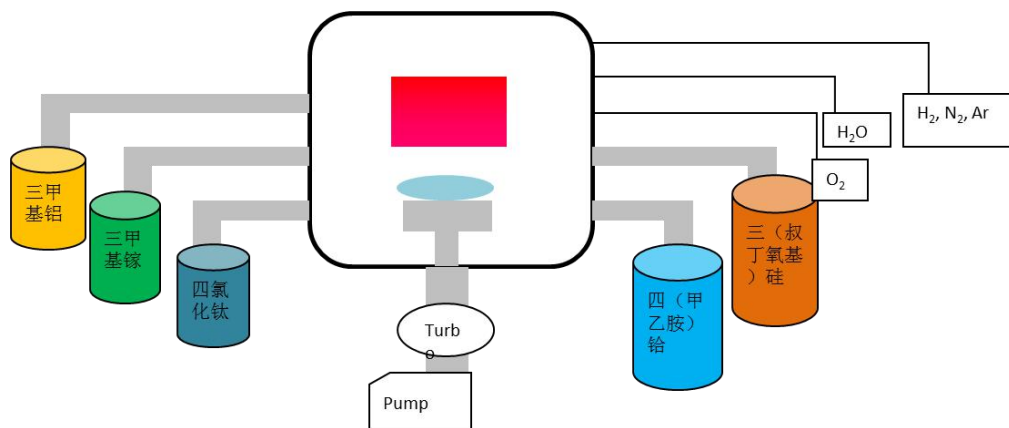 三甲
基铝
三甲
基镓
四氯
化钛
Turb
o
Pump
四（甲
乙胺）
铪
三（叔
丁氧基
）硅
O₂
H₂O
H₂, N₂, Ar